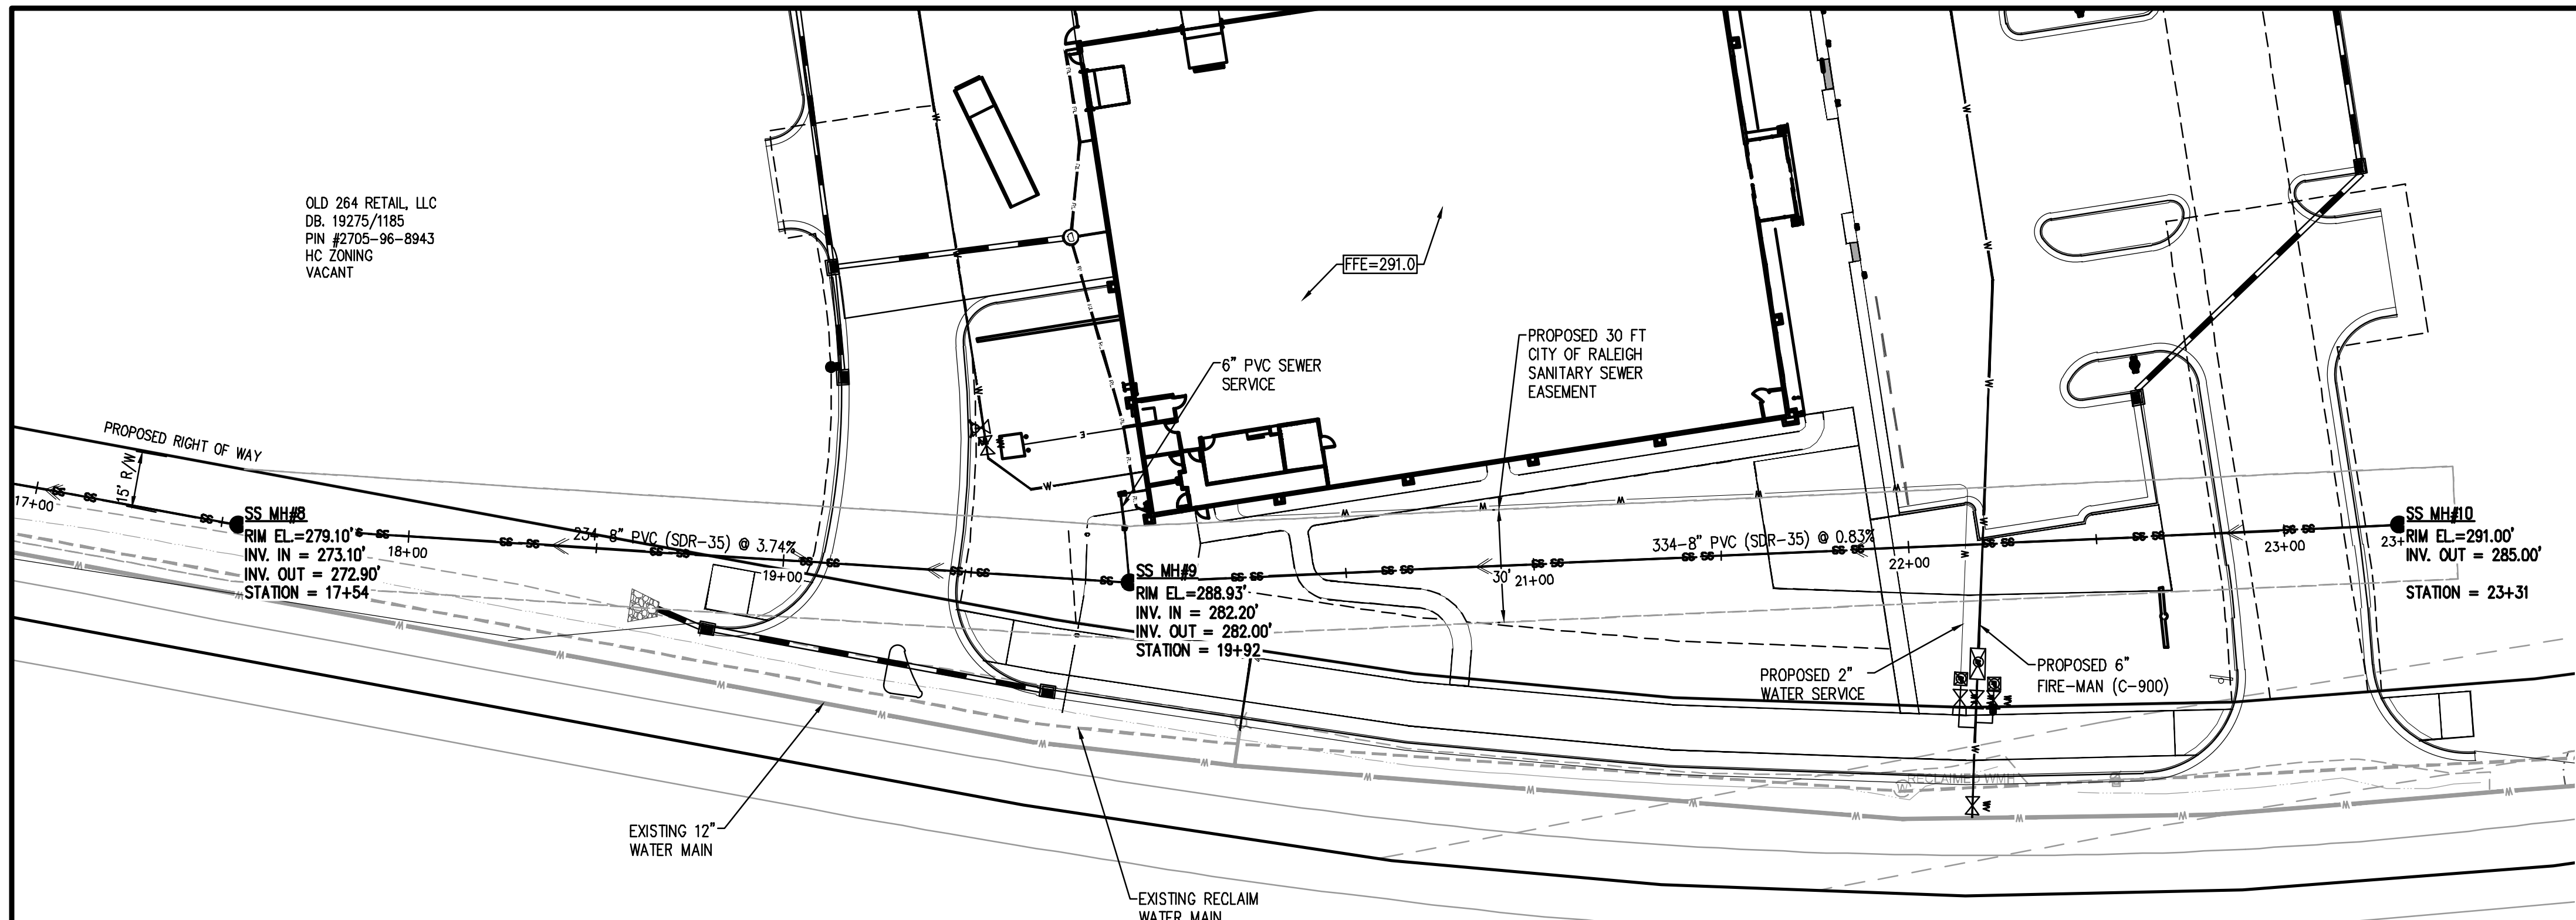 OLD 264 RETAIL, LLC
DB. 19275/1185
PIN #2705-96-8943
HC ZONING
VACANT
FFE=291.0
PROPOSED 30 FT
CITY OF RALEIGH
SANITARY SEWER
EASEMENT
6" PVC SEWER
SERVICE
PROPOSED RIGHT OF WAY
15' R/W
17+00
SS MH#8
RIM EL.=279.10'
INV. IN = 273.10'
INV. OUT = 272.90'
STATION = 17+54
18+00
234-8" PVC (SDR-35) @ 3.74%
19+00
SS MH#9
RIM EL.=288.93'
INV. IN = 282.20'
INV. OUT = 282.00'
STATION = 19+92
30'
21+00
334-8" PVC (SDR-35) @ 0.83%
22+00
23+00
SS MH#10
RIM EL.=291.00'
INV. OUT = 285.00'
STATION = 23+31
PROPOSED 2"
WATER SERVICE
PROPOSED 6"
FIRE-MAN (C-900)
RECLAIMED WMH
EXISTING 12"
WATER MAIN
EXISTING RECLAIM
WATER MAIN